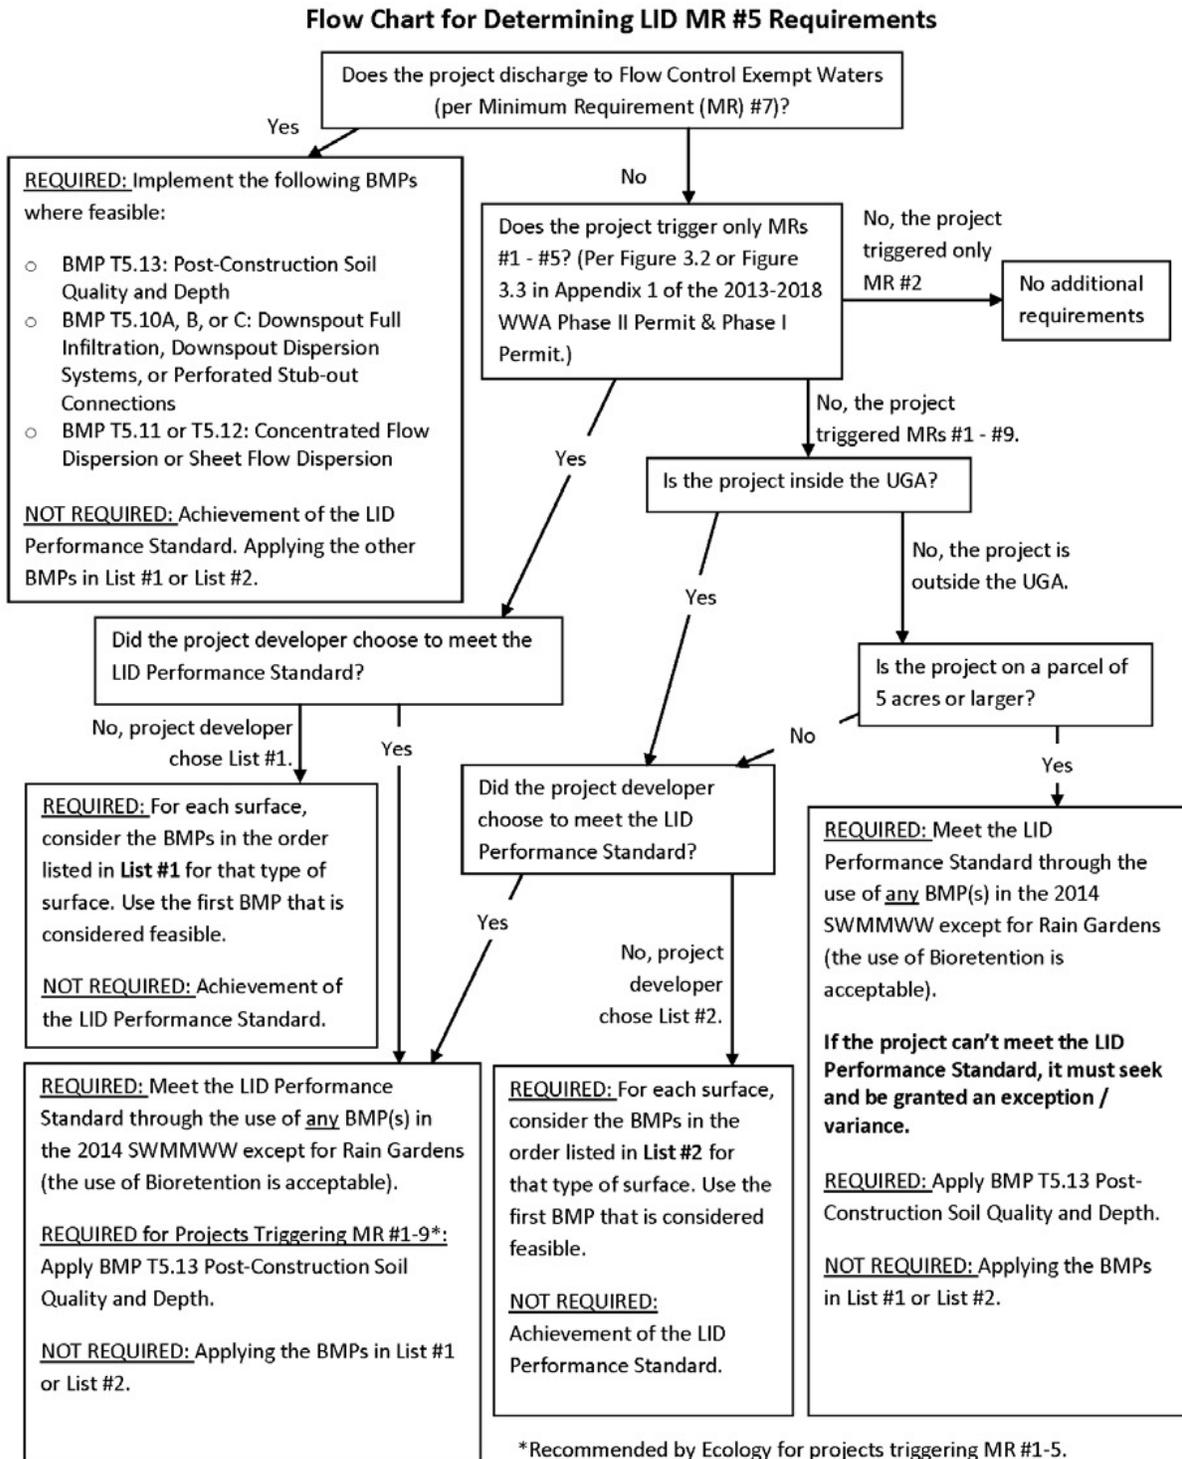 Flow Chart for Determining LID MR #5 Requirements
Does the project discharge to Flow Control Exempt Waters
(per Minimum Requirement (MR) #7)?
Yes
No
REQUIRED: Implement the following BMPs
where feasible:
○ BMP T5.13: Post-Construction Soil
Quality and Depth
○ BMP T5.10A, B, or C: Downspout Full
Infiltration, Downspout Dispersion
Systems, or Perforated Stub-out
Connections
○ BMP T5.11 or T5.12: Concentrated Flow
Dispersion or Sheet Flow Dispersion
NOT REQUIRED: Achievement of the LID
Performance Standard. Applying the other
BMPs in List #1 or List #2.
Does the project trigger only MRs
#1 - #5? (Per Figure 3.2 or Figure
3.3 in Appendix 1 of the 2013-2018
WWA Phase II Permit & Phase I
Permit.)
No, the project
triggered only
MR #2
No additional
requirements
Yes
No, the project
triggered MRs #1 - #9.
Is the project inside the UGA?
Yes
No, the project is
outside the UGA.
Did the project developer choose to meet the
LID Performance Standard?
Is the project on a parcel of
5 acres or larger?
No, project developer
chose List #1.
Yes
No
Yes
REQUIRED: For each surface,
consider the BMPs in the order
listed in List #1 for that type of
surface. Use the first BMP that is
considered feasible.
NOT REQUIRED: Achievement of
the LID Performance Standard.
Did the project developer
choose to meet the LID
Performance Standard?
Yes
No, project
developer
chose List #2.
REQUIRED: Meet the LID
Performance Standard through the
use of any BMP(s) in the 2014
SWMMWW except for Rain Gardens
(the use of Bioretention is
acceptable).
If the project can't meet the LID
Performance Standard, it must seek
and be granted an exception /
variance.
REQUIRED: Apply BMP T5.13 Post-
Construction Soil Quality and Depth.
NOT REQUIRED: Applying the BMPs
in List #1 or List #2.
REQUIRED: Meet the LID Performance
Standard through the use of any BMP(s) in
the 2014 SWMMWW except for Rain Gardens
(the use of Bioretention is acceptable).
REQUIRED for Projects Triggering MR #1-9*:
Apply BMP T5.13 Post-Construction Soil
Quality and Depth.
NOT REQUIRED: Applying the BMPs in List #1
or List #2.
REQUIRED: For each surface,
consider the BMPs in the
order listed in List #2 for
that type of surface. Use the
first BMP that is considered
feasible.
NOT REQUIRED:
Achievement of the LID
Performance Standard.
*Recommended by Ecology for projects triggering MR #1-5.